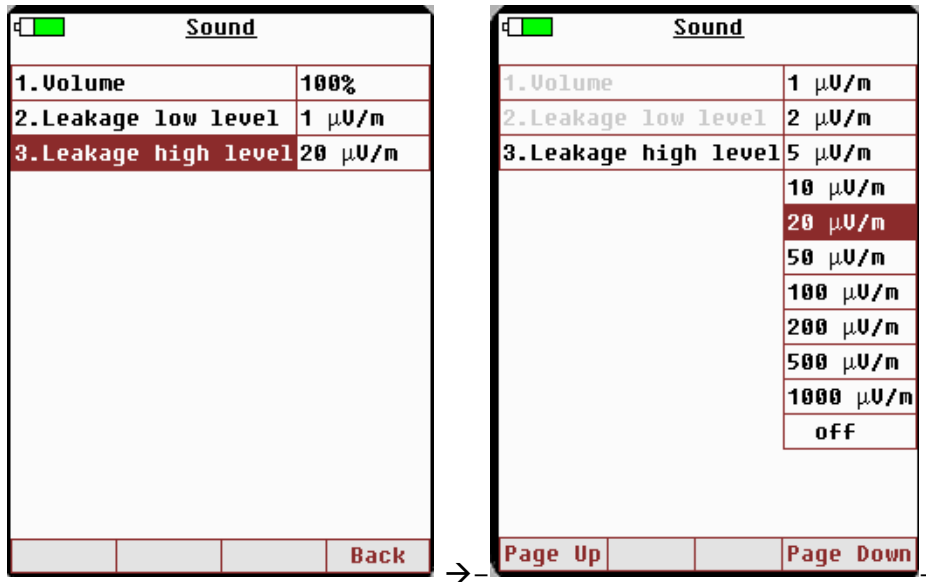 Sound
1.Volume 100%
2.Leakage low level 1 µV/m
3.Leakage high level 20 µV/m
Back
→–
Sound
1.Volume 1 µV/m
2.Leakage low level 2 µV/m
3.Leakage high level 5 µV/m
10 µV/m
20 µV/m
50 µV/m
100 µV/m
200 µV/m
500 µV/m
1000 µV/m
off
Page Up Page Down
-